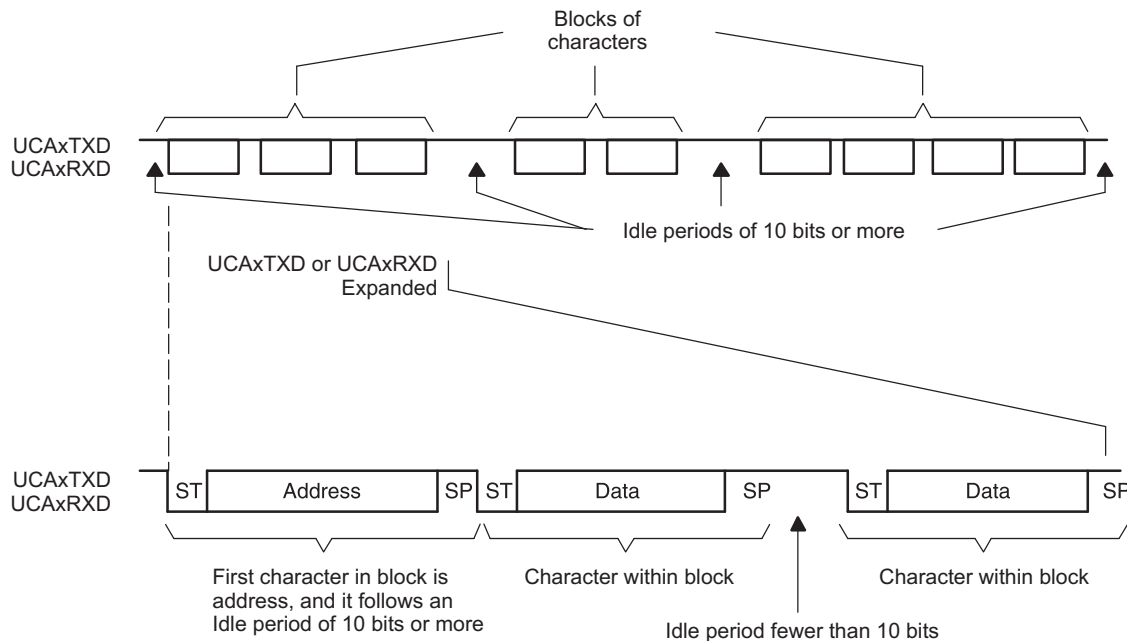 Blocks of
characters
UCAxTXD
UCAxRXD
Idle periods of 10 bits or more
UCAxTXD or UCAxRXD
Expanded
UCAxTXD
UCAxRXD
ST Address SP ST Data SP ST Data SP
First character in block is
address, and it follows an
Idle period of 10 bits or more
Character within block
Character within block
Idle period fewer than 10 bits